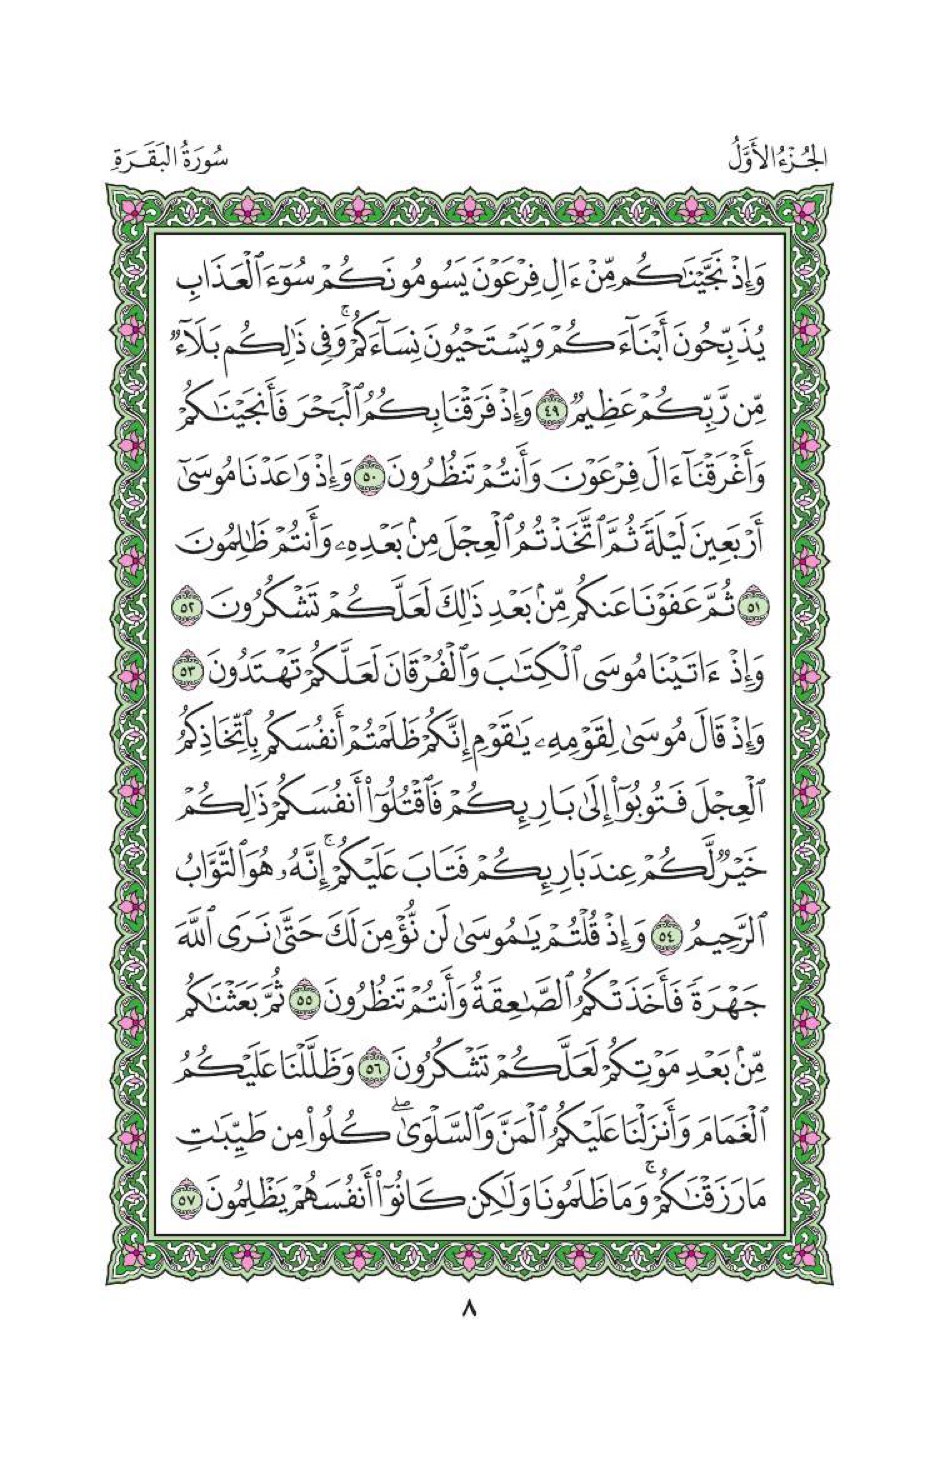 الجُزْءُ الأَوَّلُ
سُورَةُ البَقَرَةِ
وَإِذْ نَجَّيْنَٰكُم مِّنْ ءَالِ فِرْعَوْنَ يَسُومُونَكُمْ سُوٓءَ ٱلْعَذَابِ
يُذَبِّحُونَ أَبْنَآءَكُمْ وَيَسْتَحْيُونَ نِسَآءَكُمْ ۚ وَفِى ذَٰلِكُم بَلَآءٌ
مِّن رَّبِّكُمْ عَظِيمٌ ٤٩ وَإِذْ فَرَقْنَا بِكُمُ ٱلْبَحْرَ فَأَنجَيْنَٰكُمْ
وَأَغْرَقْنَآ ءَالَ فِرْعَوْنَ وَأَنتُمْ تَنظُرُونَ ٥٠ وَإِذْ وَٰعَدْنَا مُوسَىٰٓ
أَرْبَعِينَ لَيْلَةً ثُمَّ ٱتَّخَذْتُمُ ٱلْعِجْلَ مِنۢ بَعْدِهِۦ وَأَنتُمْ ظَٰلِمُونَ
٥١ ثُمَّ عَفَوْنَا عَنكُم مِّنۢ بَعْدِ ذَٰلِكَ لَعَلَّكُمْ تَشْكُرُونَ ٥٢
وَإِذْ ءَاتَيْنَا مُوسَى ٱلْكِتَٰبَ وَٱلْفُرْقَانَ لَعَلَّكُمْ تَهْتَدُونَ ٥٣
وَإِذْ قَالَ مُوسَىٰ لِقَوْمِهِۦ يَٰقَوْمِ إِنَّكُمْ ظَلَمْتُمْ أَنفُسَكُم بِٱتِّخَاذِكُمُ
ٱلْعِجْلَ فَتُوبُوٓا۟ إِلَىٰ بَارِئِكُمْ فَٱقْتُلُوٓا۟ أَنفُسَكُمْ ذَٰلِكُمْ
خَيْرٌ لَّكُمْ عِندَ بَارِئِكُمْ فَتَابَ عَلَيْكُمْ ۚ إِنَّهُۥ هُوَ ٱلتَّوَّابُ
ٱلرَّحِيمُ ٥٤ وَإِذْ قُلْتُمْ يَٰمُوسَىٰ لَن نُّؤْمِنَ لَكَ حَتَّىٰ نَرَى ٱللَّهَ
جَهْرَةً فَأَخَذَتْكُمُ ٱلصَّٰعِقَةُ وَأَنتُمْ تَنظُرُونَ ٥٥ ثُمَّ بَعَثْنَٰكُم
مِّنۢ بَعْدِ مَوْتِكُمْ لَعَلَّكُمْ تَشْكُرُونَ ٥٦ وَظَلَّلْنَا عَلَيْكُمُ
ٱلْغَمَامَ وَأَنزَلْنَا عَلَيْكُمُ ٱلْمَنَّ وَٱلسَّلْوَىٰ ۖ كُلُوا۟ مِن طَيِّبَٰتِ
مَا رَزَقْنَٰكُمْ ۚ وَمَا ظَلَمُونَا وَلَٰكِن كَانُوٓا۟ أَنفُسَهُمْ يَظْلِمُونَ ٥٧
٨